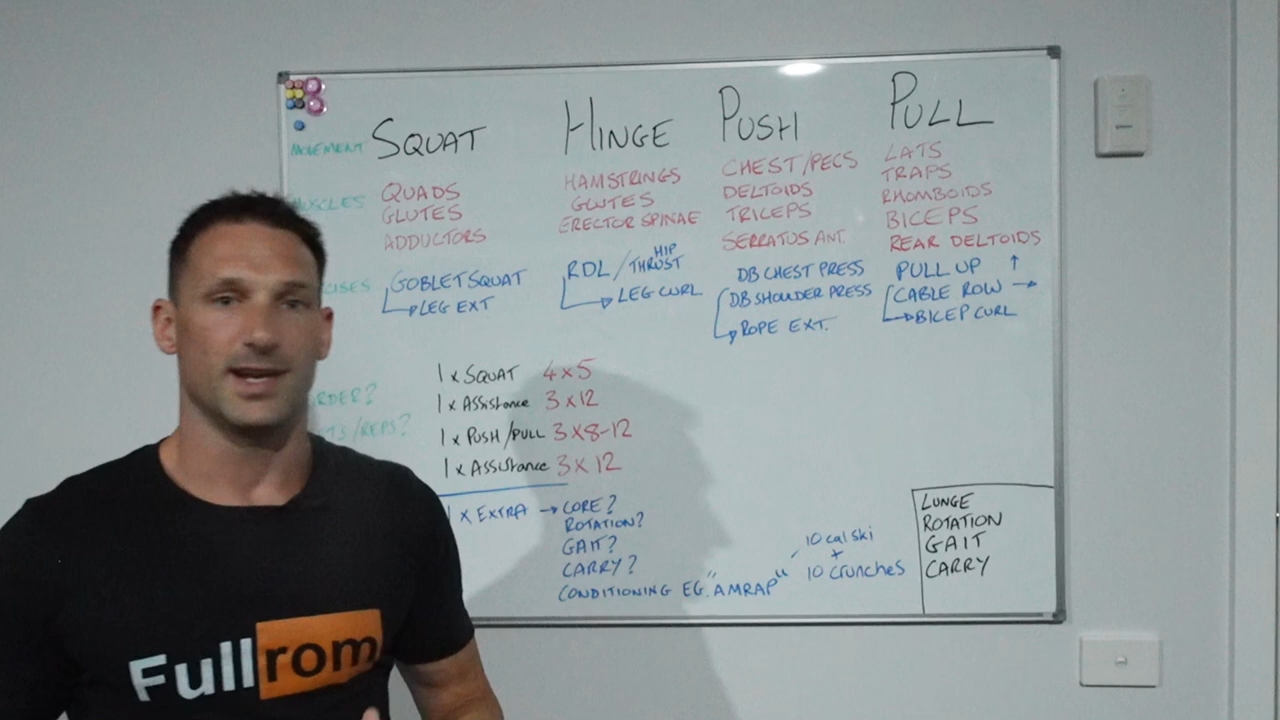 MOVEMENT SQUAT HINGE PUSH PULL
MUSCLES
QUADS
GLUTES
ADDUCTORS
HAMSTRINGS
GLUTES
ERECTOR SPINAE
CHEST/PECS
DELTOIDS
TRICEPS
SERRATUS ANT.
LATS
TRAPS
RHOMBOIDS
BICEPS
REAR DELTOIDS
GOBLET SQUAT
LEG EXT
RDL / HIP THRUST
LEG CURL
DB CHEST PRESS
DB SHOULDER PRESS
ROPE EXT.
PULL UP ↑
CABLE ROW →
BICEP CURL
1 x SQUAT 4x5
1 x Assistance 3x12
1 x PUSH/PULL 3x8-12
1 x Assistance 3x12
1 x EXTRA → CORE?
ROTATION?
GAIT?
CARRY?
CONDITIONING EG. "AMRAP"
10 cal ski
+
10 crunches
LUNGE
ROTATION
GAIT
CARRY
Fullrom